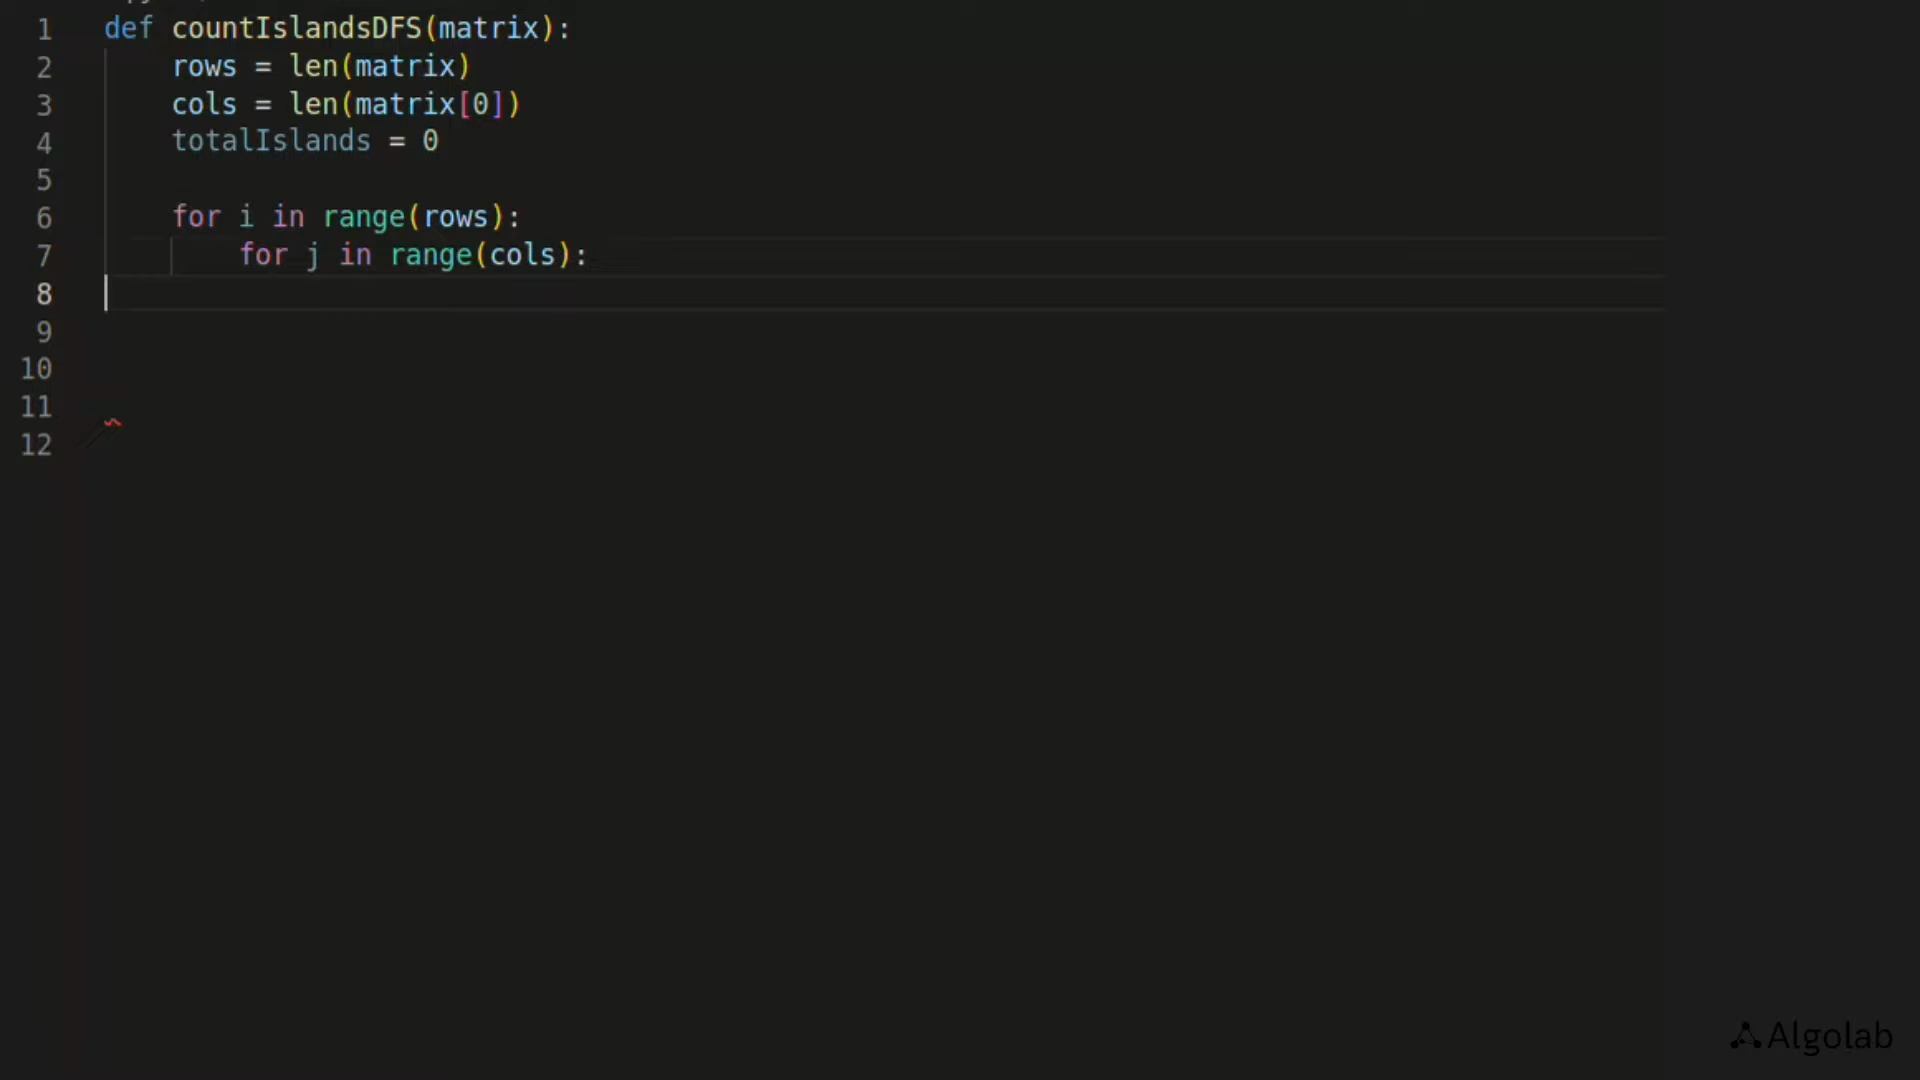 1 def countIslandsDFS(matrix):
2     rows = len(matrix)
3     cols = len(matrix[0])
4     totalIslands = 0
5
6     for i in range(rows):
7         for j in range(cols):
8
9
10
11
12
Algolab